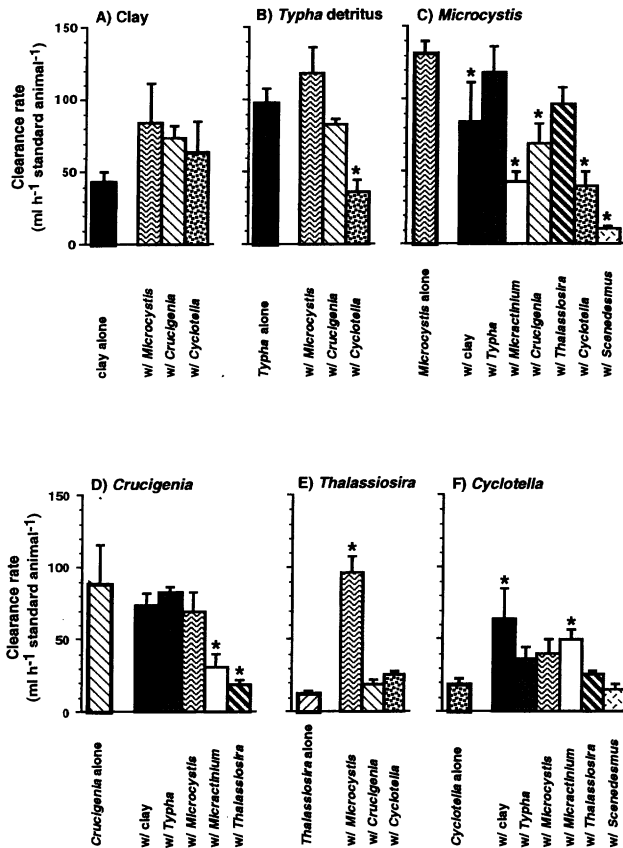 A) Clay
B) Typha detritus
C) Microcystis
Clearance rate
(ml h-1 standard animal-1)
150
100
50
0
*
*
*
*
*
*
clay alone
w/ Microcystis
w/ Crucigenia
w/ Cyclotella
Typha alone
w/ Microcystis
w/ Crucigenia
w/ Cyclotella
Microcystis alone
w/ clay
w/ Typha
w/ Micractinium
w/ Crucigenia
w/ Thalassiosira
w/ Cyclotella
w/ Scenedesmus
D) Crucigenia
E) Thalassiosira
F) Cyclotella
Clearance rate
(ml h-1 standard animal-1)
150
100
50
0
*
*
*
*
*
Crucigenia alone
w/ clay
w/ Typha
w/ Microcystis
w/ Micractinium
w/ Thalassiosira
Thalassiosira alone
w/ Microcystis
w/ Crucigenia
w/ Cyclotella
Cyclotella alone
w/ clay
w/ Typha
w/ Microcystis
w/ Micractinium
w/ Thalassiosira
w/ Scenedesmus